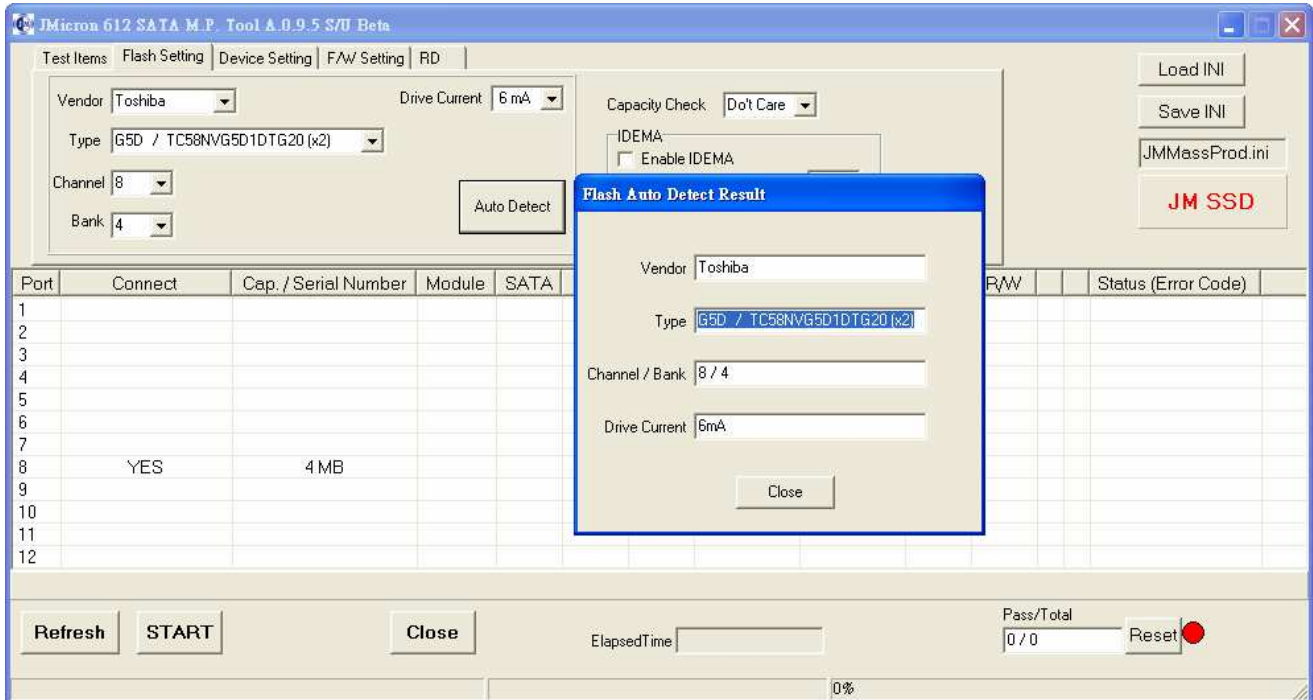 JMicron 612 SATA M.P. Tool A.0.9.5 S/U Beta
Test Items Flash Setting Device Setting F/W Setting RD
Load INI
Save INI
JMMassProd.ini
JM SSD
Vendor Toshiba
Drive Current 6 mA
Type G5D / TC58NVG5D1DTG20 (x2)
Channel 8
Bank 4
Auto Detect
Capacity Check Do't Care
IDEMA
Enable IDEMA
Flash Auto Detect Result
Vendor Toshiba
Type G5D / TC58NVG5D1DTG20 (x2)
Channel / Bank 8 / 4
Drive Current 6mA
Close
Port Connect Cap. / Serial Number Module SATA R/W Status (Error Code)
1
2
3
4
5
6
7
8 YES 4 MB
9
10
11
12
Refresh START Close ElapsedTime
Pass/Total
0 / 0
Reset
0%